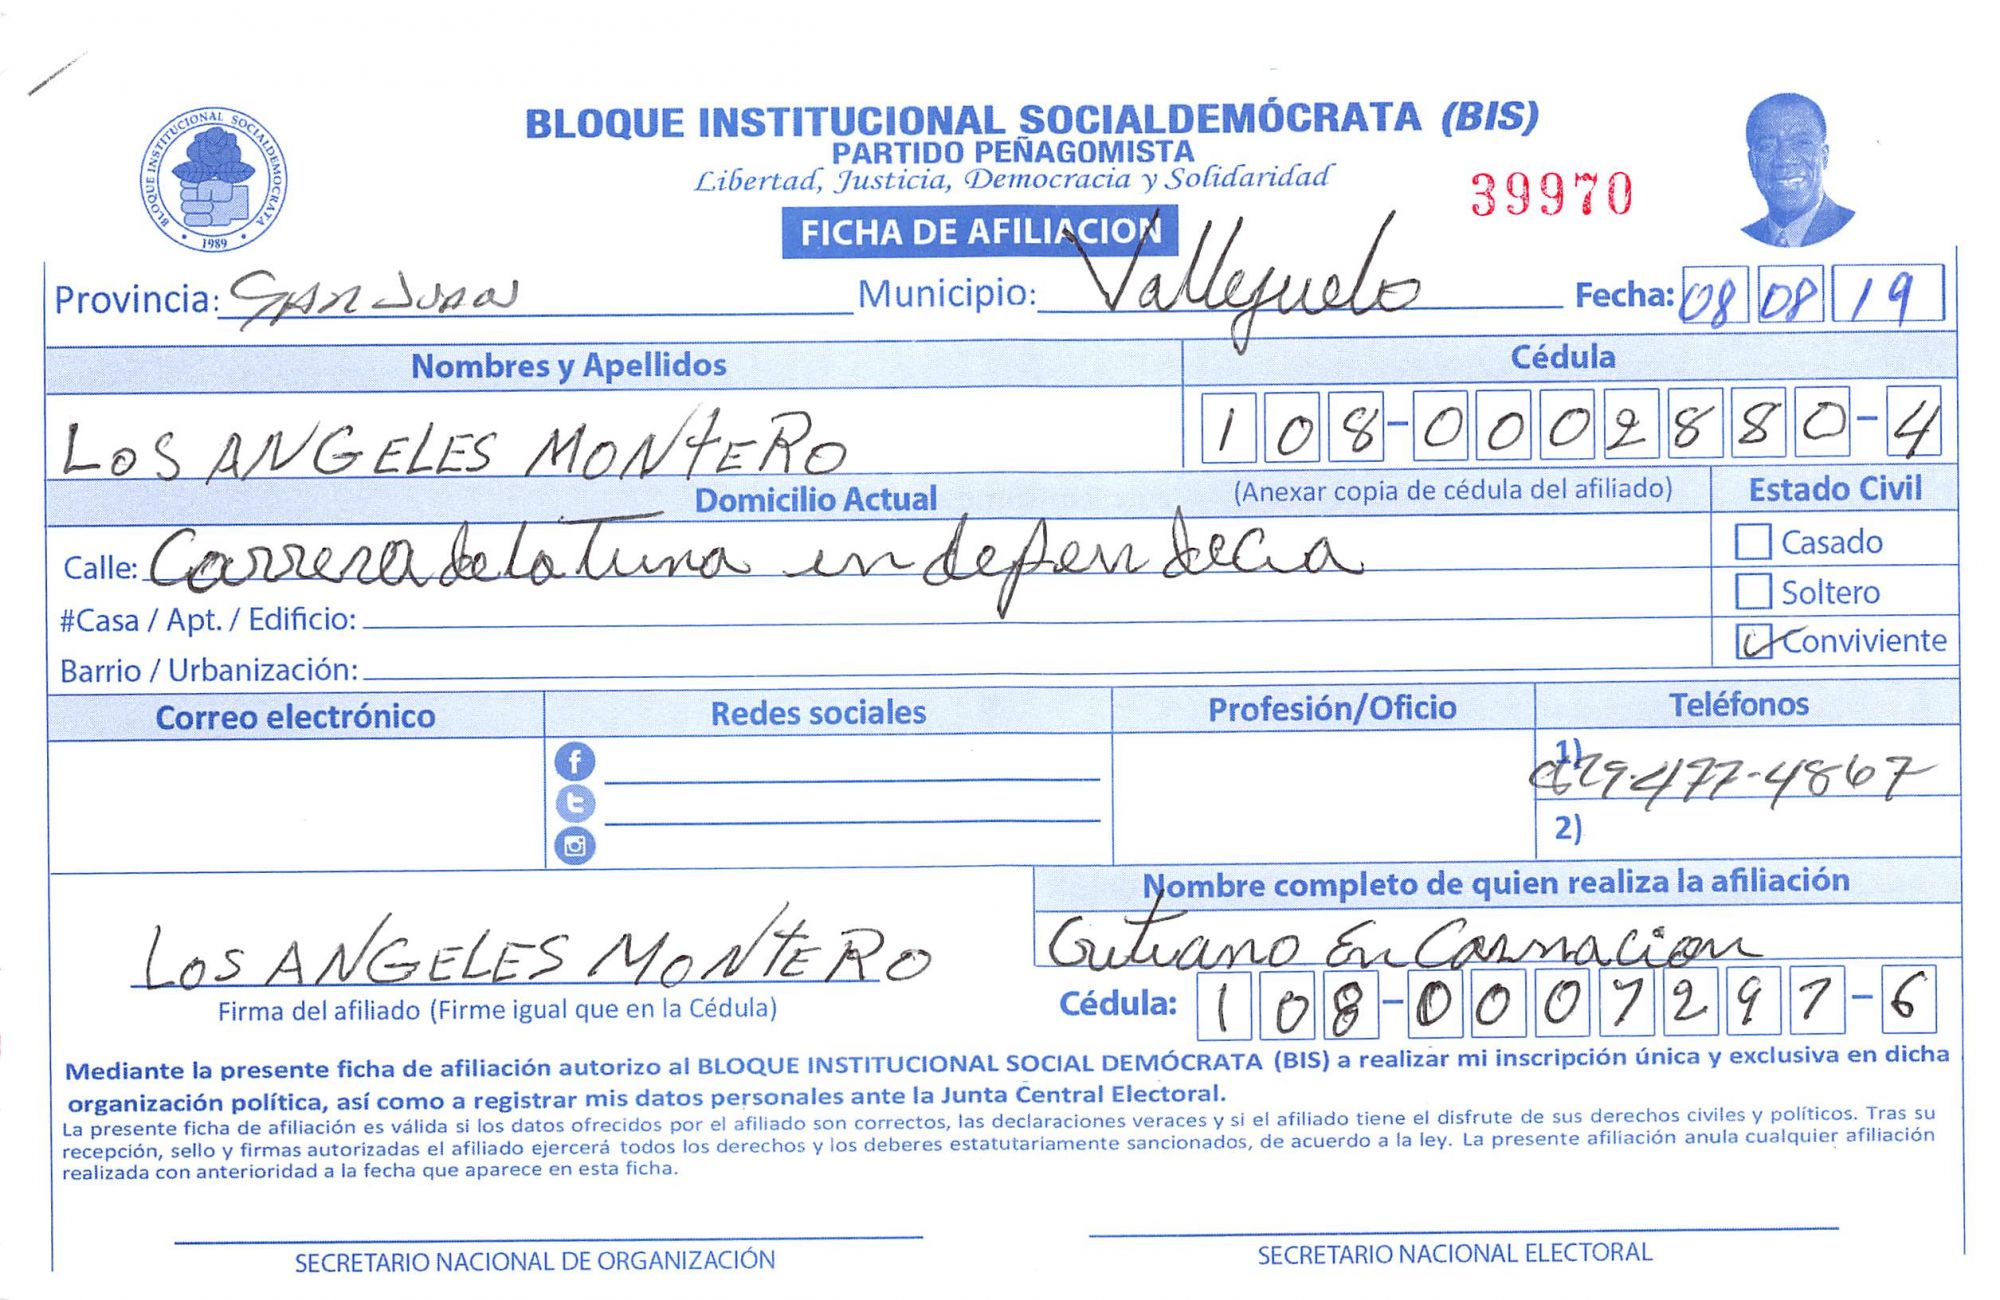 BLOQUE INSTITUCIONAL SOCIALDEMOCRATA
1989
BLOQUE INSTITUCIONAL SOCIALDEMÓCRATA (BIS)
PARTIDO PEÑAGOMISTA
Libertad, Justicia, Democracia y Solidaridad
39970
FICHA DE AFILIACION
Provincia: San Juan Municipio: Vallejuelo Fecha: 08 08 19
Nombres y Apellidos Cédula
LOS ANGELES MONTERO 108-0002880-4
Domicilio Actual (Anexar copia de cédula del afiliado) Estado Civil
Calle: Carrera de la Tuna independecia Casado
#Casa / Apt. / Edificio: Soltero
Barrio / Urbanización: Conviviente
Correo electrónico Redes sociales Profesión/Oficio Teléfonos
1) 829-477-4867
2)
Nombre completo de quien realiza la afiliación
LOS ANGELES MONTERO En Carnacion
Firma del afiliado (Firme igual que en la Cédula) Cédula: 108-0007297-6
Mediante la presente ficha de afiliación autorizo al BLOQUE INSTITUCIONAL SOCIAL DEMÓCRATA (BIS) a realizar mi inscripción única y exclusiva en dicha
organización política, así como a registrar mis datos personales ante la Junta Central Electoral.
La presente ficha de afiliación es válida si los datos ofrecidos por el afiliado son correctos, las declaraciones veraces y si el afiliado tiene el disfrute de sus derechos civiles y políticos. Tras su
recepción, sello y firmas autorizadas el afiliado ejercerá todos los derechos y los deberes estatutariamente sancionados, de acuerdo a la ley. La presente afiliación anula cualquier afiliación
realizada con anterioridad a la fecha que aparece en esta ficha.
SECRETARIO NACIONAL DE ORGANIZACIÓN SECRETARIO NACIONAL ELECTORAL